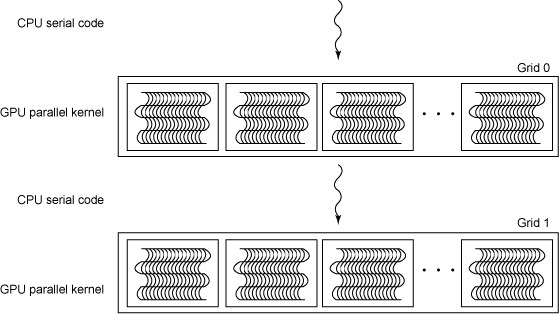 CPU serial code
Grid 0
GPU parallel kernel
CPU serial code
Grid 1
GPU parallel kernel